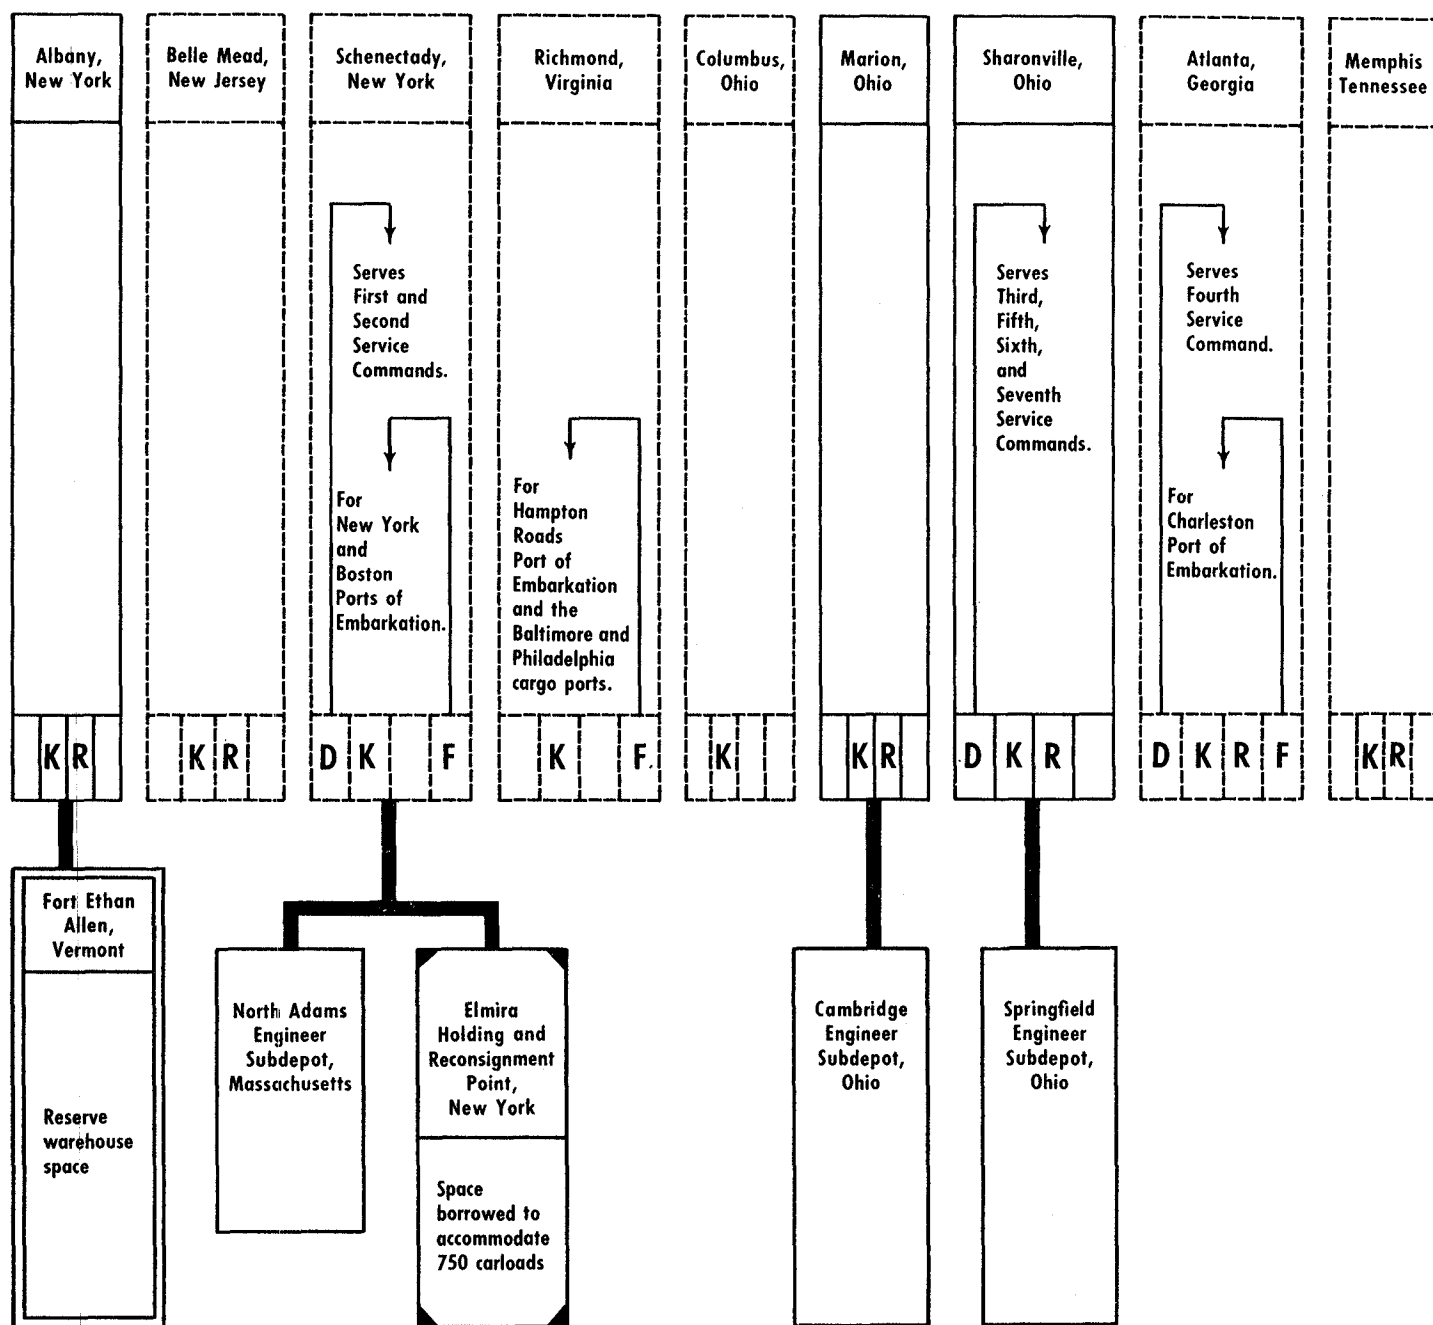 Albany,
New York
Belle Mead,
New Jersey
Schenectady,
New York
Richmond,
Virginia
Columbus,
Ohio
Marion,
Ohio
Sharonville,
Ohio
Atlanta,
Georgia
Memphis
Tennessee
Serves
First and
Second
Service
Commands.
For
New York
and
Boston
Ports of
Embarkation.
For
Hampton
Roads
Port of
Embarkation
and the
Baltimore and
Philadelphia
cargo ports.
Serves
Third,
Fifth,
Sixth,
and
Seventh
Service
Commands.
Serves
Fourth
Service
Command.
For
Charleston
Port of
Embarkation.
K R
K R
D K F
K F
K
K R
D K R
D K R F
K R
Fort Ethan
Allen,
Vermont
Reserve
warehouse
space
North Adams
Engineer
Subdepot,
Massachusetts
Elmira
Holding and
Reconsignment
Point,
New York
Space
borrowed to
accommodate
750 carloads
Cambridge
Engineer
Subdepot,
Ohio
Springfield
Engineer
Subdepot,
Ohio